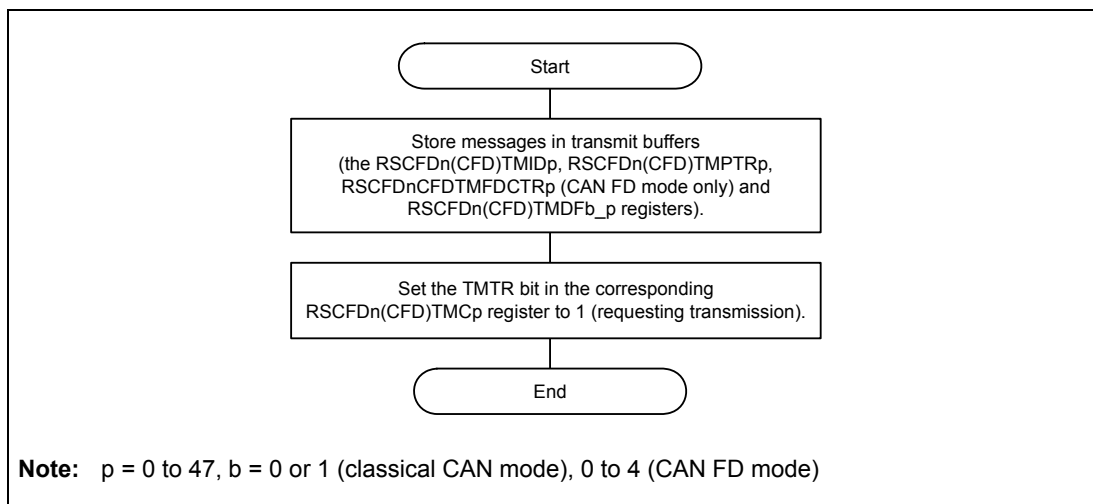 Start
Store messages in transmit buffers
(the RSCFDn(CFD)TMIDp, RSCFDn(CFD)TMPTRp,
RSCFDnCFDTMFDCTRp (CAN FD mode only) and
RSCFDn(CFD)TMDFb_p registers).
Set the TMTR bit in the corresponding
RSCFDn(CFD)TMCp register to 1 (requesting transmission).
End
Note: p = 0 to 47, b = 0 or 1 (classical CAN mode), 0 to 4 (CAN FD mode)